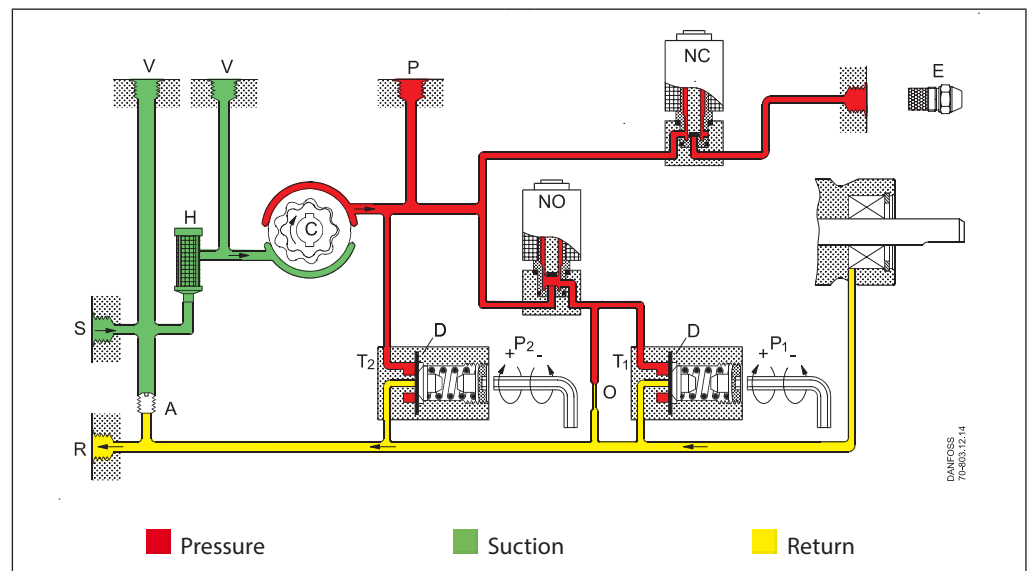 V V P NC E
H NO
C
S
D P2 D P1
T2 + - T1 + -
A O
R
DANFOSS
70-803.12.14
Pressure Suction Return